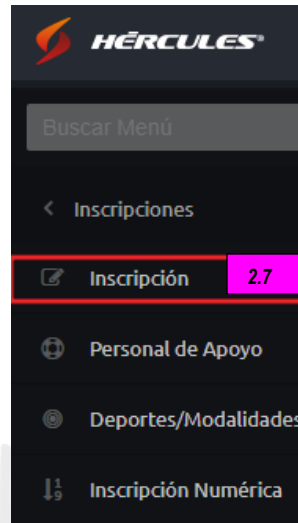 HÉRCULES®
Buscar Menú
< Inscripciones
Inscripción 2.7
Personal de Apoyo
Deportes/Modalidades
Inscripción Numérica